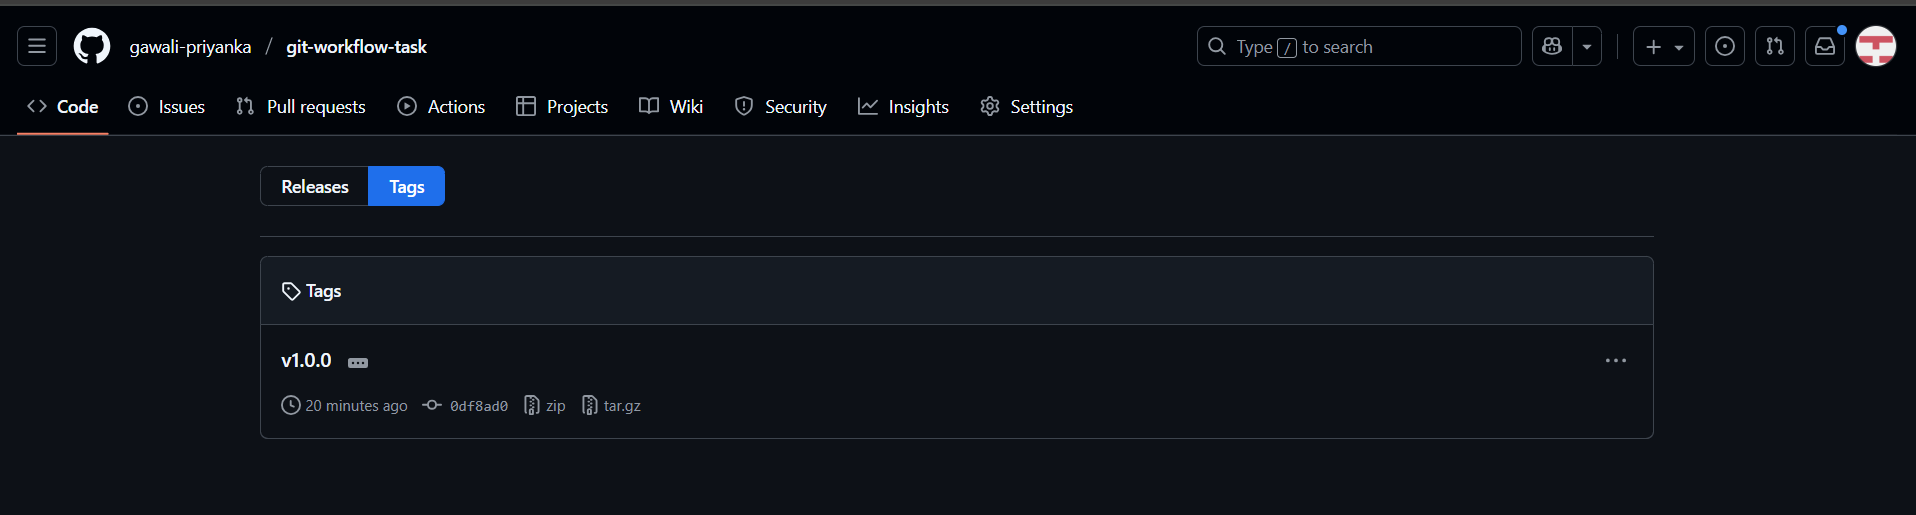 gawali-priyanka / git-workflow-task Type / to search
Code Issues Pull requests Actions Projects Wiki Security Insights Settings
Releases Tags
Tags
v1.0.0
20 minutes ago 0df8ad0 zip tar.gz